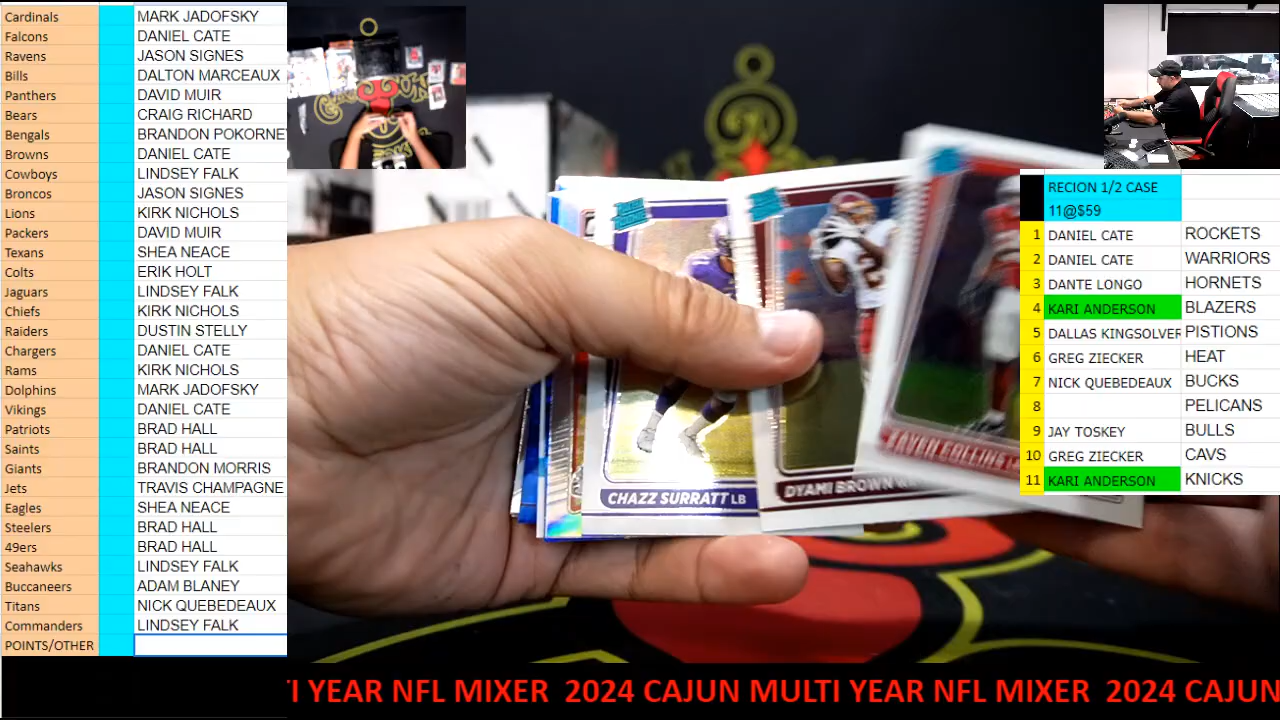 Cardinals MARK JADOFSKY
Falcons DANIEL CATE
Ravens JASON SIGNES
Bills DALTON MARCEAUX
Panthers DAVID MUIR
Bears CRAIG RICHARD
Bengals BRANDON POKORNE
Browns DANIEL CATE
Cowboys LINDSEY FALK
Broncos JASON SIGNES
Lions KIRK NICHOLS
Packers DAVID MUIR
Texans SHEA NEACE
Colts ERIK HOLT
Jaguars LINDSEY FALK
Chiefs KIRK NICHOLS
Raiders DUSTIN STELLY
Chargers DANIEL CATE
Rams KIRK NICHOLS
Dolphins MARK JADOFSKY
Vikings DANIEL CATE
Patriots BRAD HALL
Saints BRAD HALL
Giants BRANDON MORRIS
Jets TRAVIS CHAMPAGNE
Eagles SHEA NEACE
Steelers BRAD HALL
49ers BRAD HALL
Seahawks LINDSEY FALK
Buccaneers ADAM BLANEY
Titans NICK QUEBEDEAUX
Commanders LINDSEY FALK
POINTS/OTHER
CHAZZ SURRATT LB
DYAMI BROWN
ZAVEN COLLINS
RECION 1/2 CASE
11@$59
1 DANIEL CATE ROCKETS
2 DANIEL CATE WARRIORS
3 DANTE LONGO HORNETS
4 KARI ANDERSON BLAZERS
5 DALLAS KINGSOLVER PISTIONS
6 GREG ZIECKER HEAT
7 NICK QUEBEDEAUX BUCKS
8 PELICANS
9 JAY TOSKEY BULLS
10 GREG ZIECKER CAVS
11 KARI ANDERSON KNICKS
I YEAR NFL MIXER 2024 CAJUN MULTI YEAR NFL MIXER 2024 CAJUN